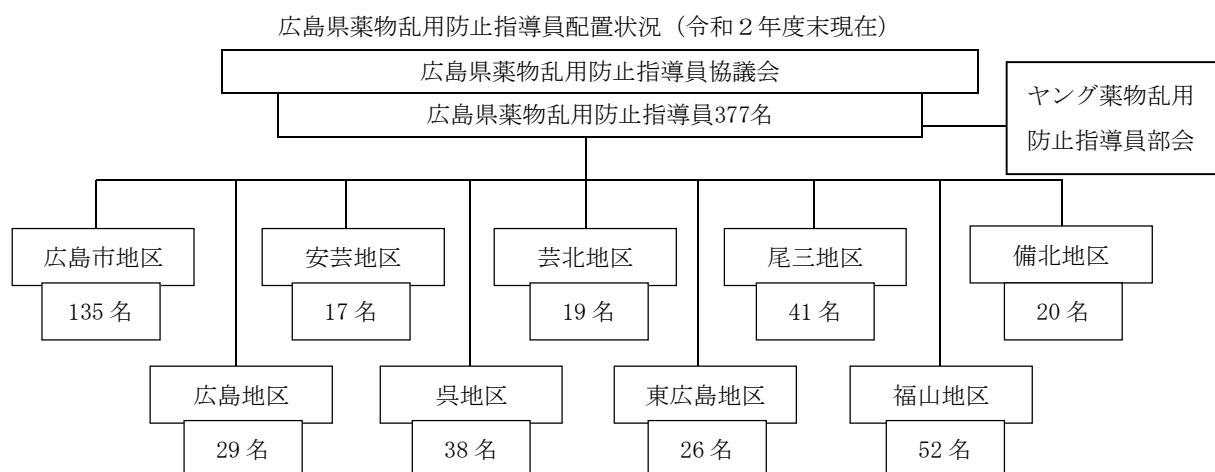 広島県薬物乱用防止指導員配置状況（令和２年度末現在）
広島県薬物乱用防止指導員協議会
広島県薬物乱用防止指導員377名
ヤング薬物乱用
防止指導員部会
広島市地区
135 名
安芸地区
17 名
芸北地区
19 名
尾三地区
41 名
備北地区
20 名
広島地区
29 名
呉地区
38 名
東広島地区
26 名
福山地区
52 名